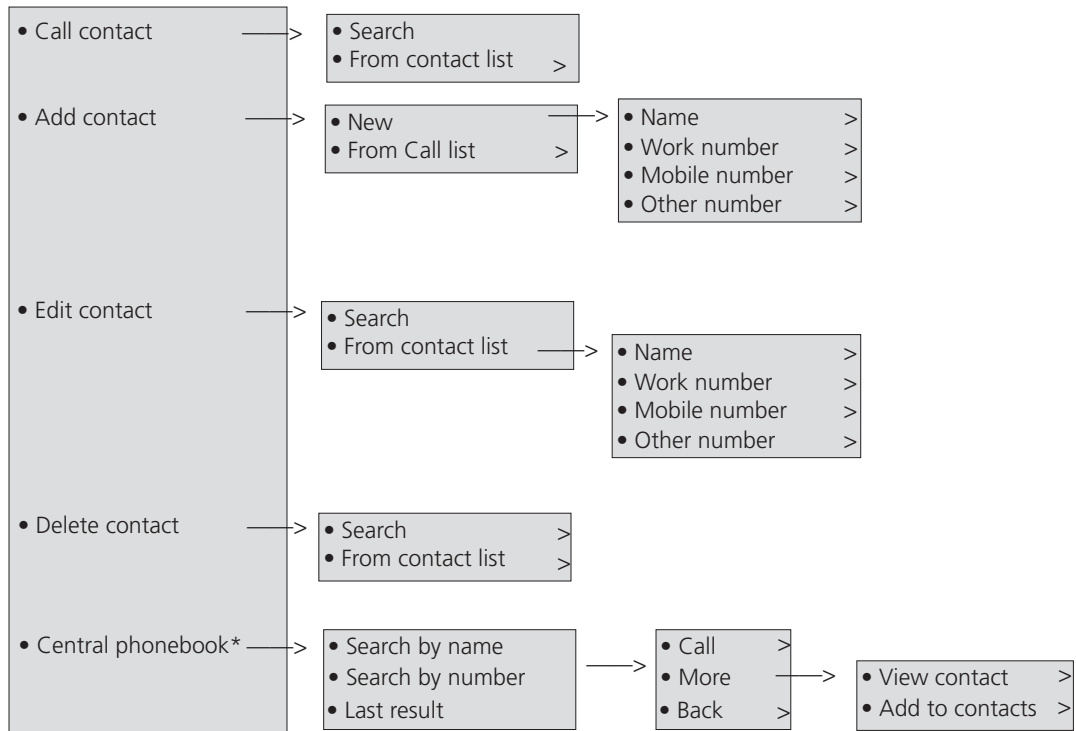 • Call contact ——>
• Search
• From contact list >
• Add contact ——>
• New ——>
• From Call list >
• Name >
• Work number >
• Mobile number >
• Other number >
• Edit contact ——>
• Search
• From contact list ——>
• Name >
• Work number >
• Mobile number >
• Other number >
• Delete contact ——>
• Search >
• From contact list >
• Central phonebook* ——>
• Search by name
• Search by number ——>
• Last result
• Call >
• More ——>
• Back >
• View contact >
• Add to contacts >